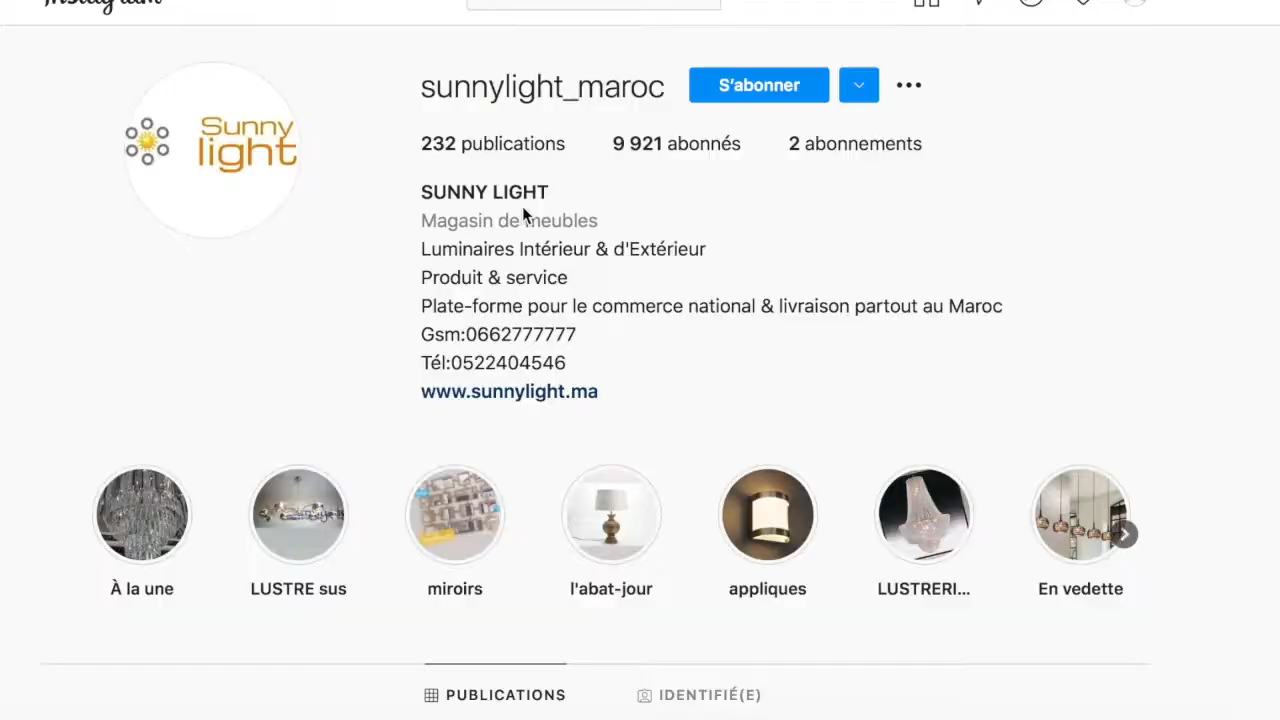 Instagram
Sunny
light
sunnylight_maroc
S'abonner
232 publications
9 921 abonnés
2 abonnements
SUNNY LIGHT
Magasin de meubles
Luminaires Intérieur & d'Extérieur
Produit & service
Plate-forme pour le commerce national & livraison partout au Maroc
Gsm:0662777777
Tél:0522404546
www.sunnylight.ma
À la une
LUSTRE sus
miroirs
l'abat-jour
appliques
LUSTRERI...
En vedette
PUBLICATIONS
IDENTIFIÉ(E)